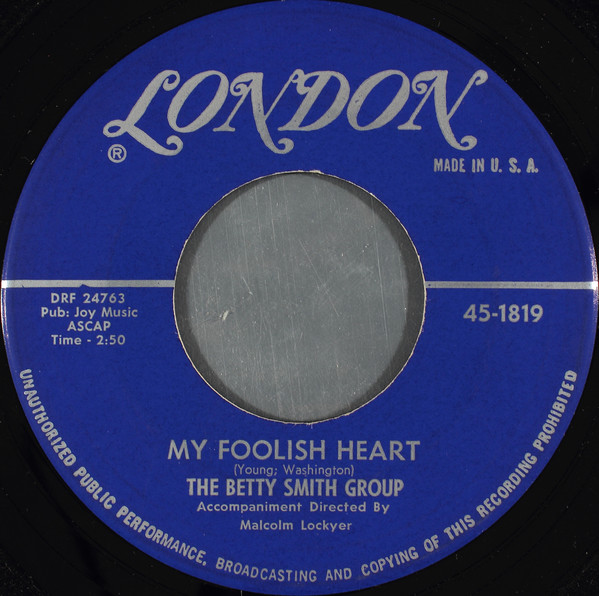 LONDON
®
MADE IN U. S. A.
DRF 24763
Pub: Joy Music
ASCAP
Time - 2:50
45-1819
MY FOOLISH HEART
(Young; Washington)
THE BETTY SMITH GROUP
Accompaniment Directed By
Malcolm Lockyer
UNAUTHORIZED PUBLIC PERFORMANCE, BROADCASTING AND COPYING OF THIS RECORDING PROHIBITED